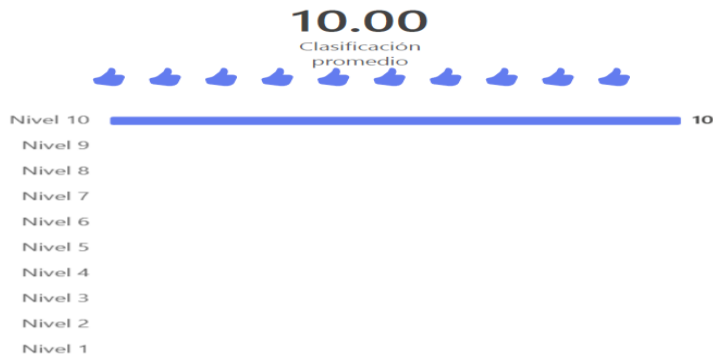 10.00
Clasificación
promedio
Nivel 10 10
Nivel 9
Nivel 8
Nivel 7
Nivel 6
Nivel 5
Nivel 4
Nivel 3
Nivel 2
Nivel 1